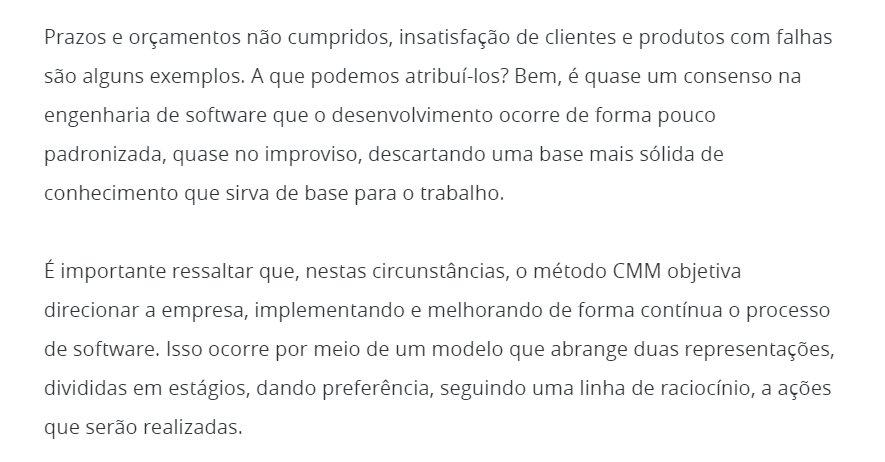 Prazos e orçamentos não cumpridos, insatisfação de clientes e produtos com falhas
são alguns exemplos. A que podemos atribuí-los? Bem, é quase um consenso na
engenharia de software que o desenvolvimento ocorre de forma pouco
padronizada, quase no improviso, descartando uma base mais sólida de
conhecimento que sirva de base para o trabalho.
É importante ressaltar que, nestas circunstâncias, o método CMM objetiva
direcionar a empresa, implementando e melhorando de forma contínua o processo
de software. Isso ocorre por meio de um modelo que abrange duas representações,
divididas em estágios, dando preferência, seguindo uma linha de raciocínio, a ações
que serão realizadas.